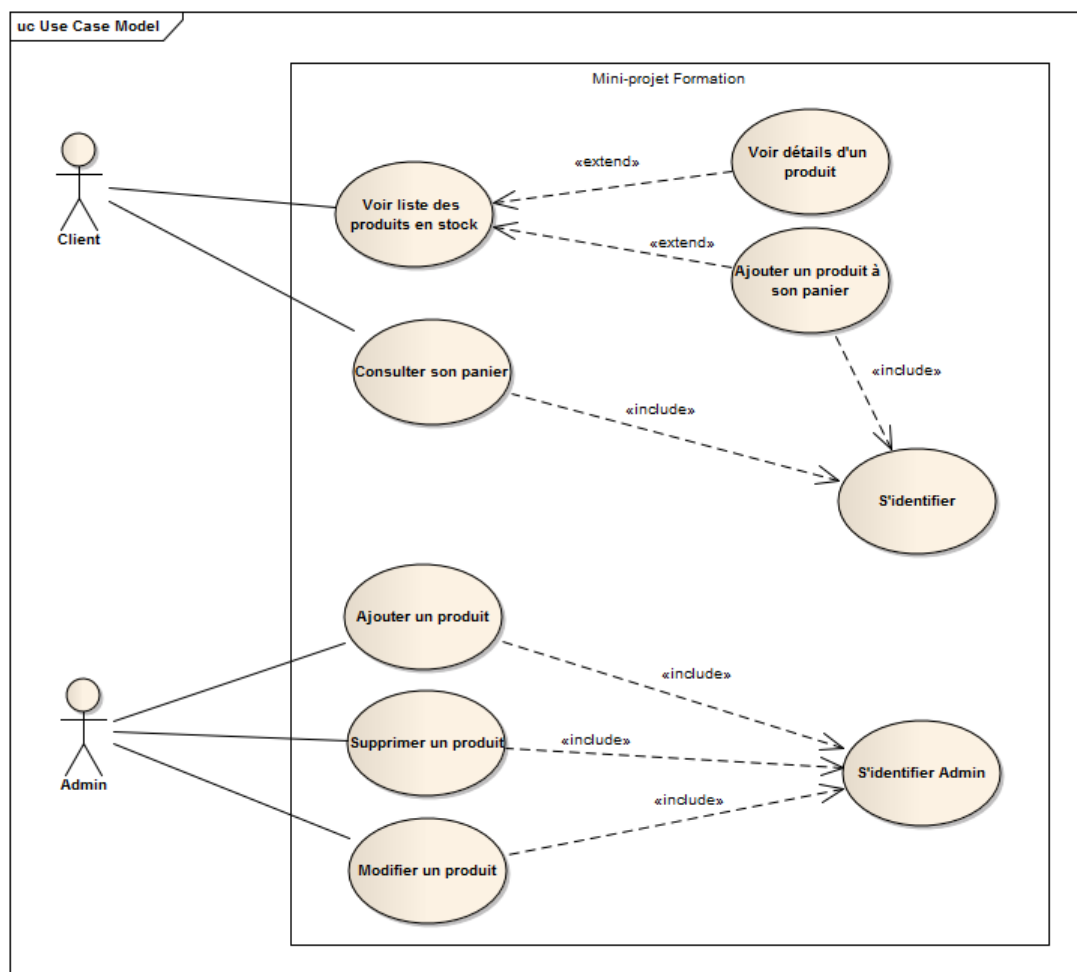 uc Use Case Model
Mini-projet Formation
Voir détails d'un
produit
«extend»
Voir liste des
produits en stock
Client
«extend»
Ajouter un produit à
son panier
Consulter son panier
«include»
«include»
S'identifier
Ajouter un produit
«include»
Supprimer un produit
«include»
S'identifier Admin
Admin
«include»
Modifier un produit